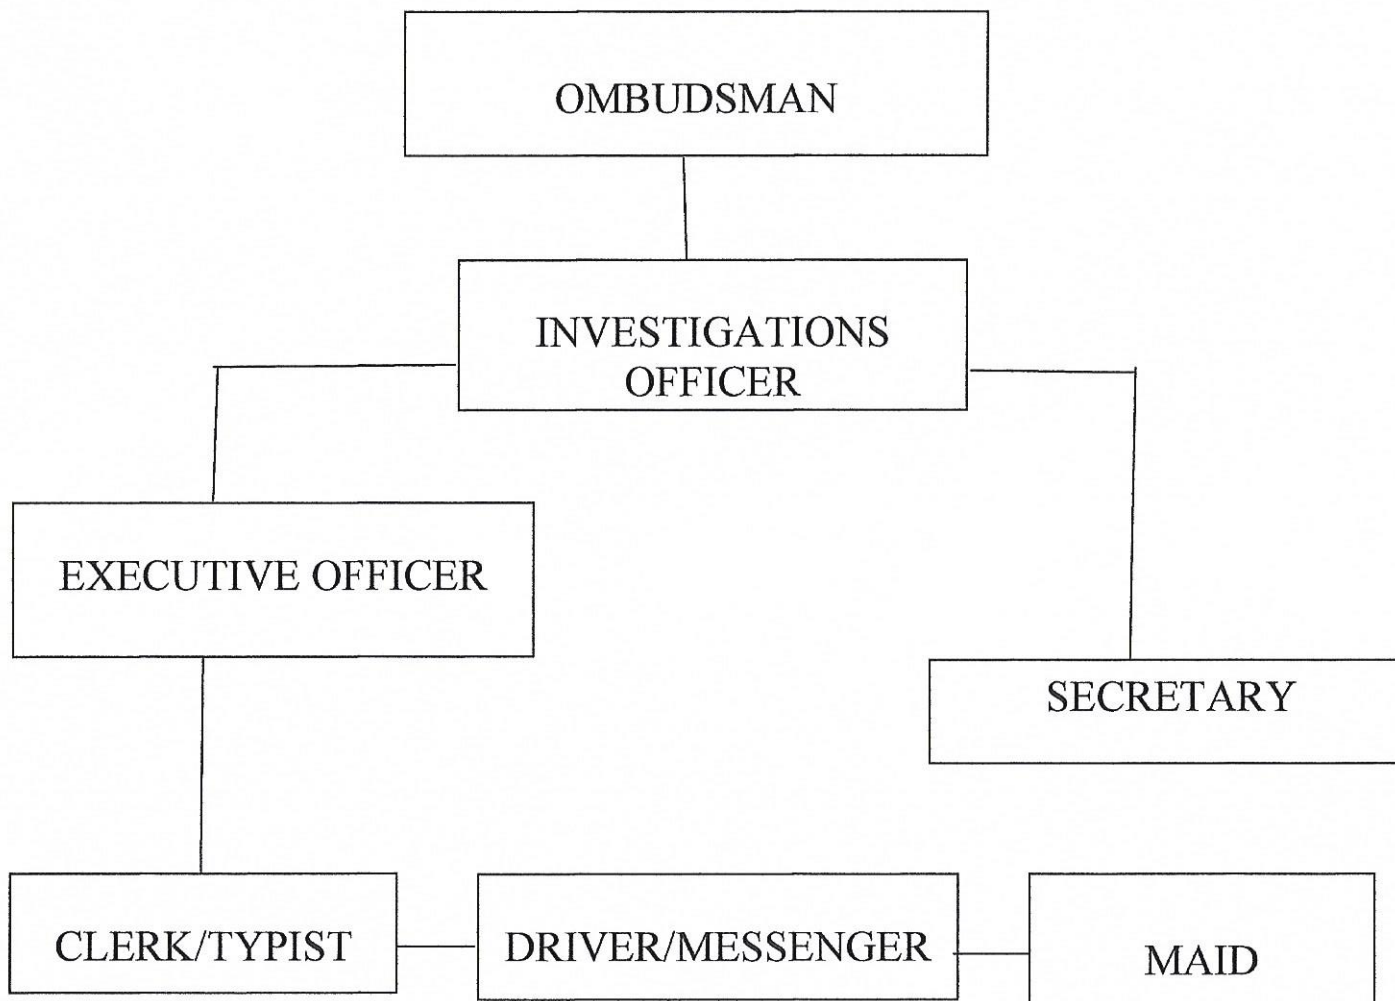 OMBUDSMAN
INVESTIGATIONS
OFFICER
EXECUTIVE OFFICER
SECRETARY
CLERK/TYPIST
DRIVER/MESSENGER
MAID